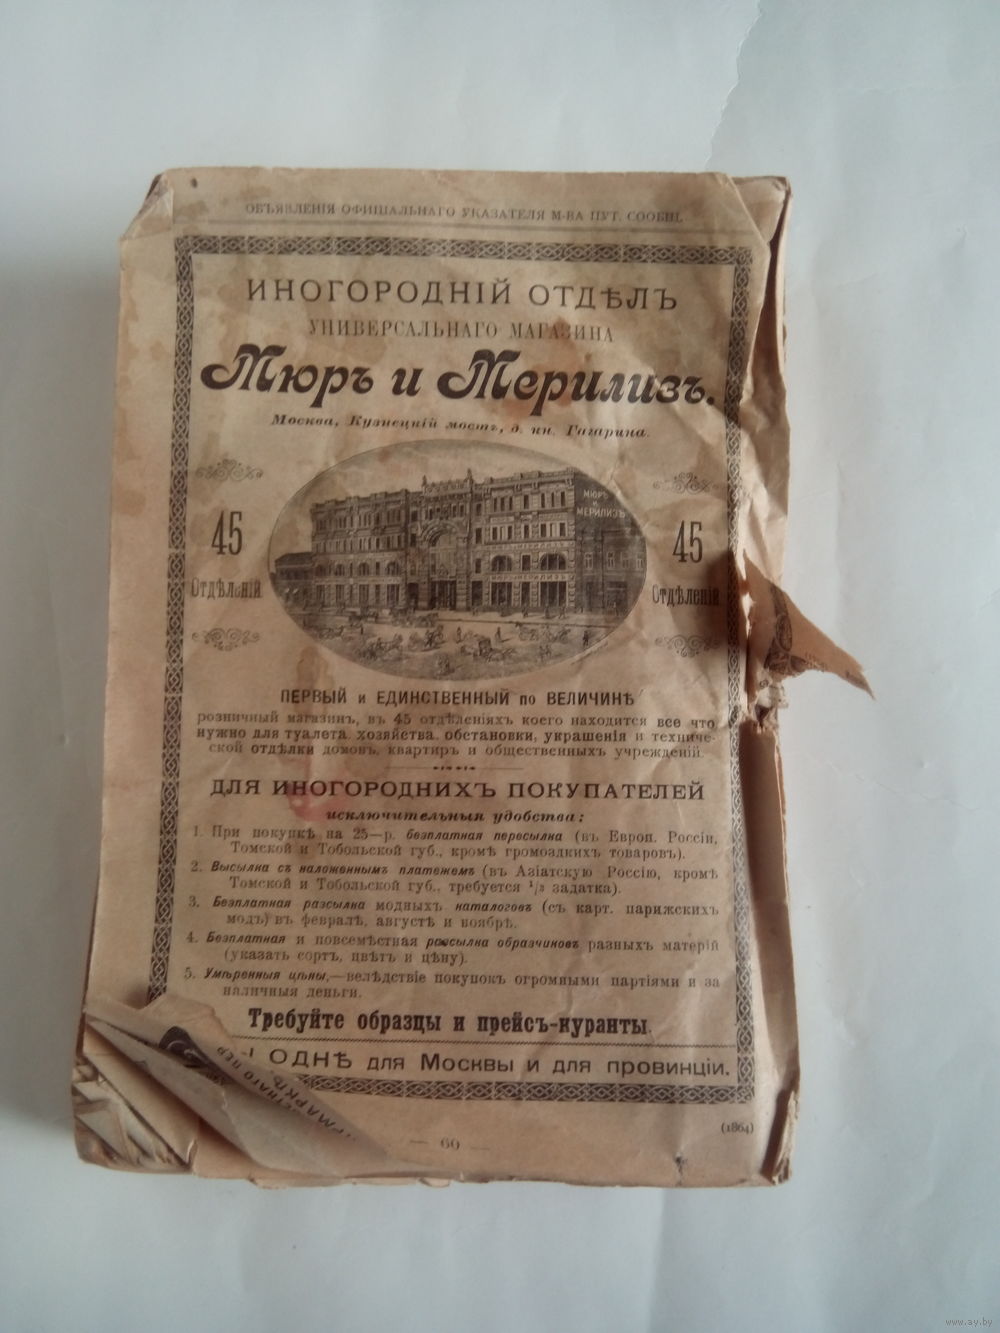 ОБЪЯВЛЕНІЯ ОФИЦІАЛЬНАГО УКАЗАТЕЛЯ М-ВА ПУТ. СООБЩ.
ИНОГОРОДНІЙ ОТДѢЛЪ
УНИВЕРСАЛЬНАГО МАГАЗИНА
Мюръ и Мерилизъ.
Москва, Кузнецкій мостъ, д. кн. Гагарина.
МЮРЪ
и
МЕРИЛИЗЪ
45
Отдѣленій
45
Отдѣленій
ПЕРВЫЙ и ЕДИНСТВЕННЫЙ по ВЕЛИЧИНѢ
розничный магазинъ, въ 45 отдѣленіяхъ коего находится все что
нужно для туалета, хозяйства, обстановки, украшенія и техниче-
ской отдѣлки домовъ, квартиръ и общественныхъ учрежденій.
ДЛЯ ИНОГОРОДНИХЪ ПОКУПАТЕЛЕЙ
исключительныя удобства:
1. При покупкѣ на 25—р. безплатная пересылка (въ Европ. Россіи,
Томской и Тобольской губ., кромѣ громоздкихъ товаровъ).
2. Высылка съ наложеннымъ платежемъ (въ Азіатскую Россію, кромѣ
Томской и Тобольской губ., требуется 1/3 задатка).
3. Безплатная разсылка модныхъ каталоговъ (съ карт. парижскихъ
модъ) въ февралѣ, августѣ и ноябрѣ.
4. Безплатная и повсемѣстная разсылка образчиковъ разныхъ матерій
(указать сортъ, цвѣтъ и цѣну).
5. Умѣренныя цѣны,—велѣдствіе покупокъ огромными партіями и за
наличныя деньги.
Требуйте образцы и прейсъ-куранты.
ОДНѢ для Москвы и для провинціи.
(1864)
— 60 —
www.ay.by